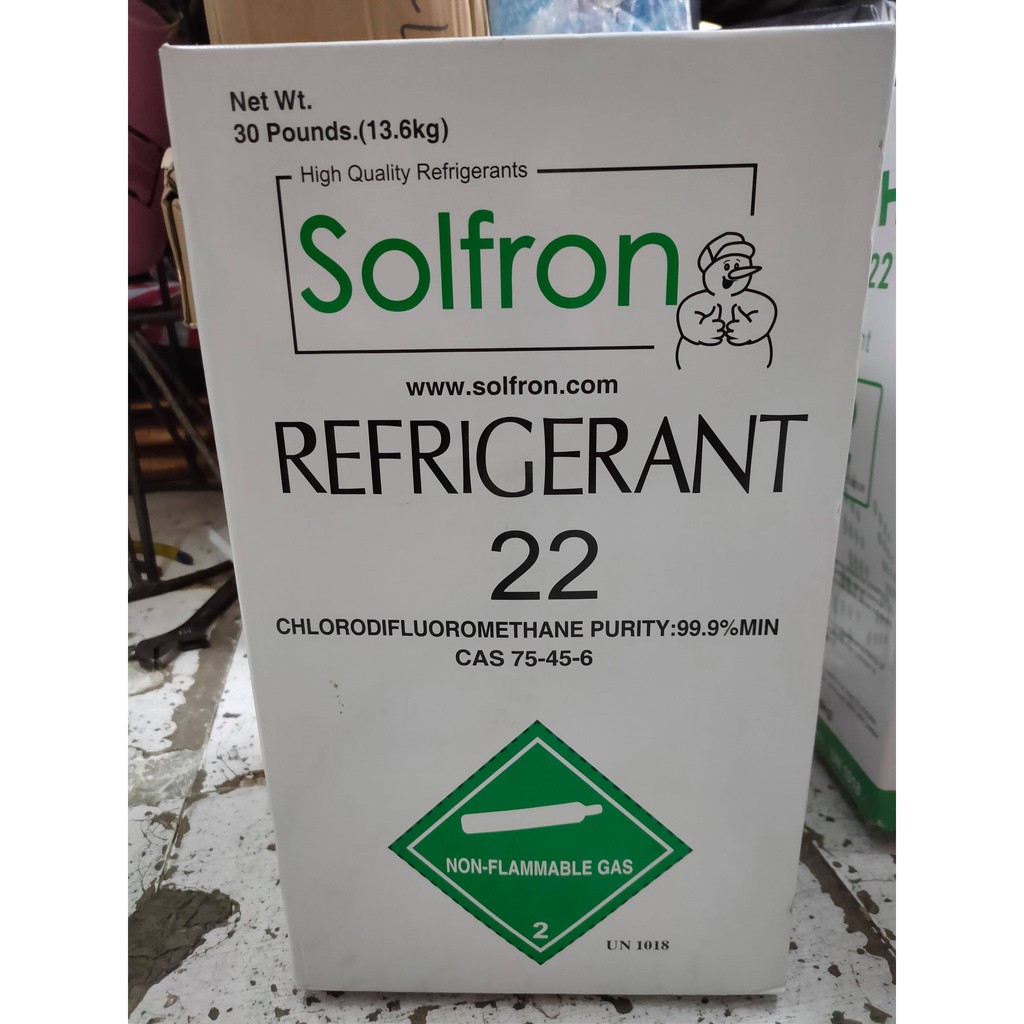 Net Wt.
30 Pounds.(13.6kg)
High Quality Refrigerants
Solfron
www.solfron.com
REFRIGERANT
22
CHLORODIFLUOROMETHANE PURITY:99.9%MIN
CAS 75-45-6
NON-FLAMMABLE GAS
2
UN 1018
22